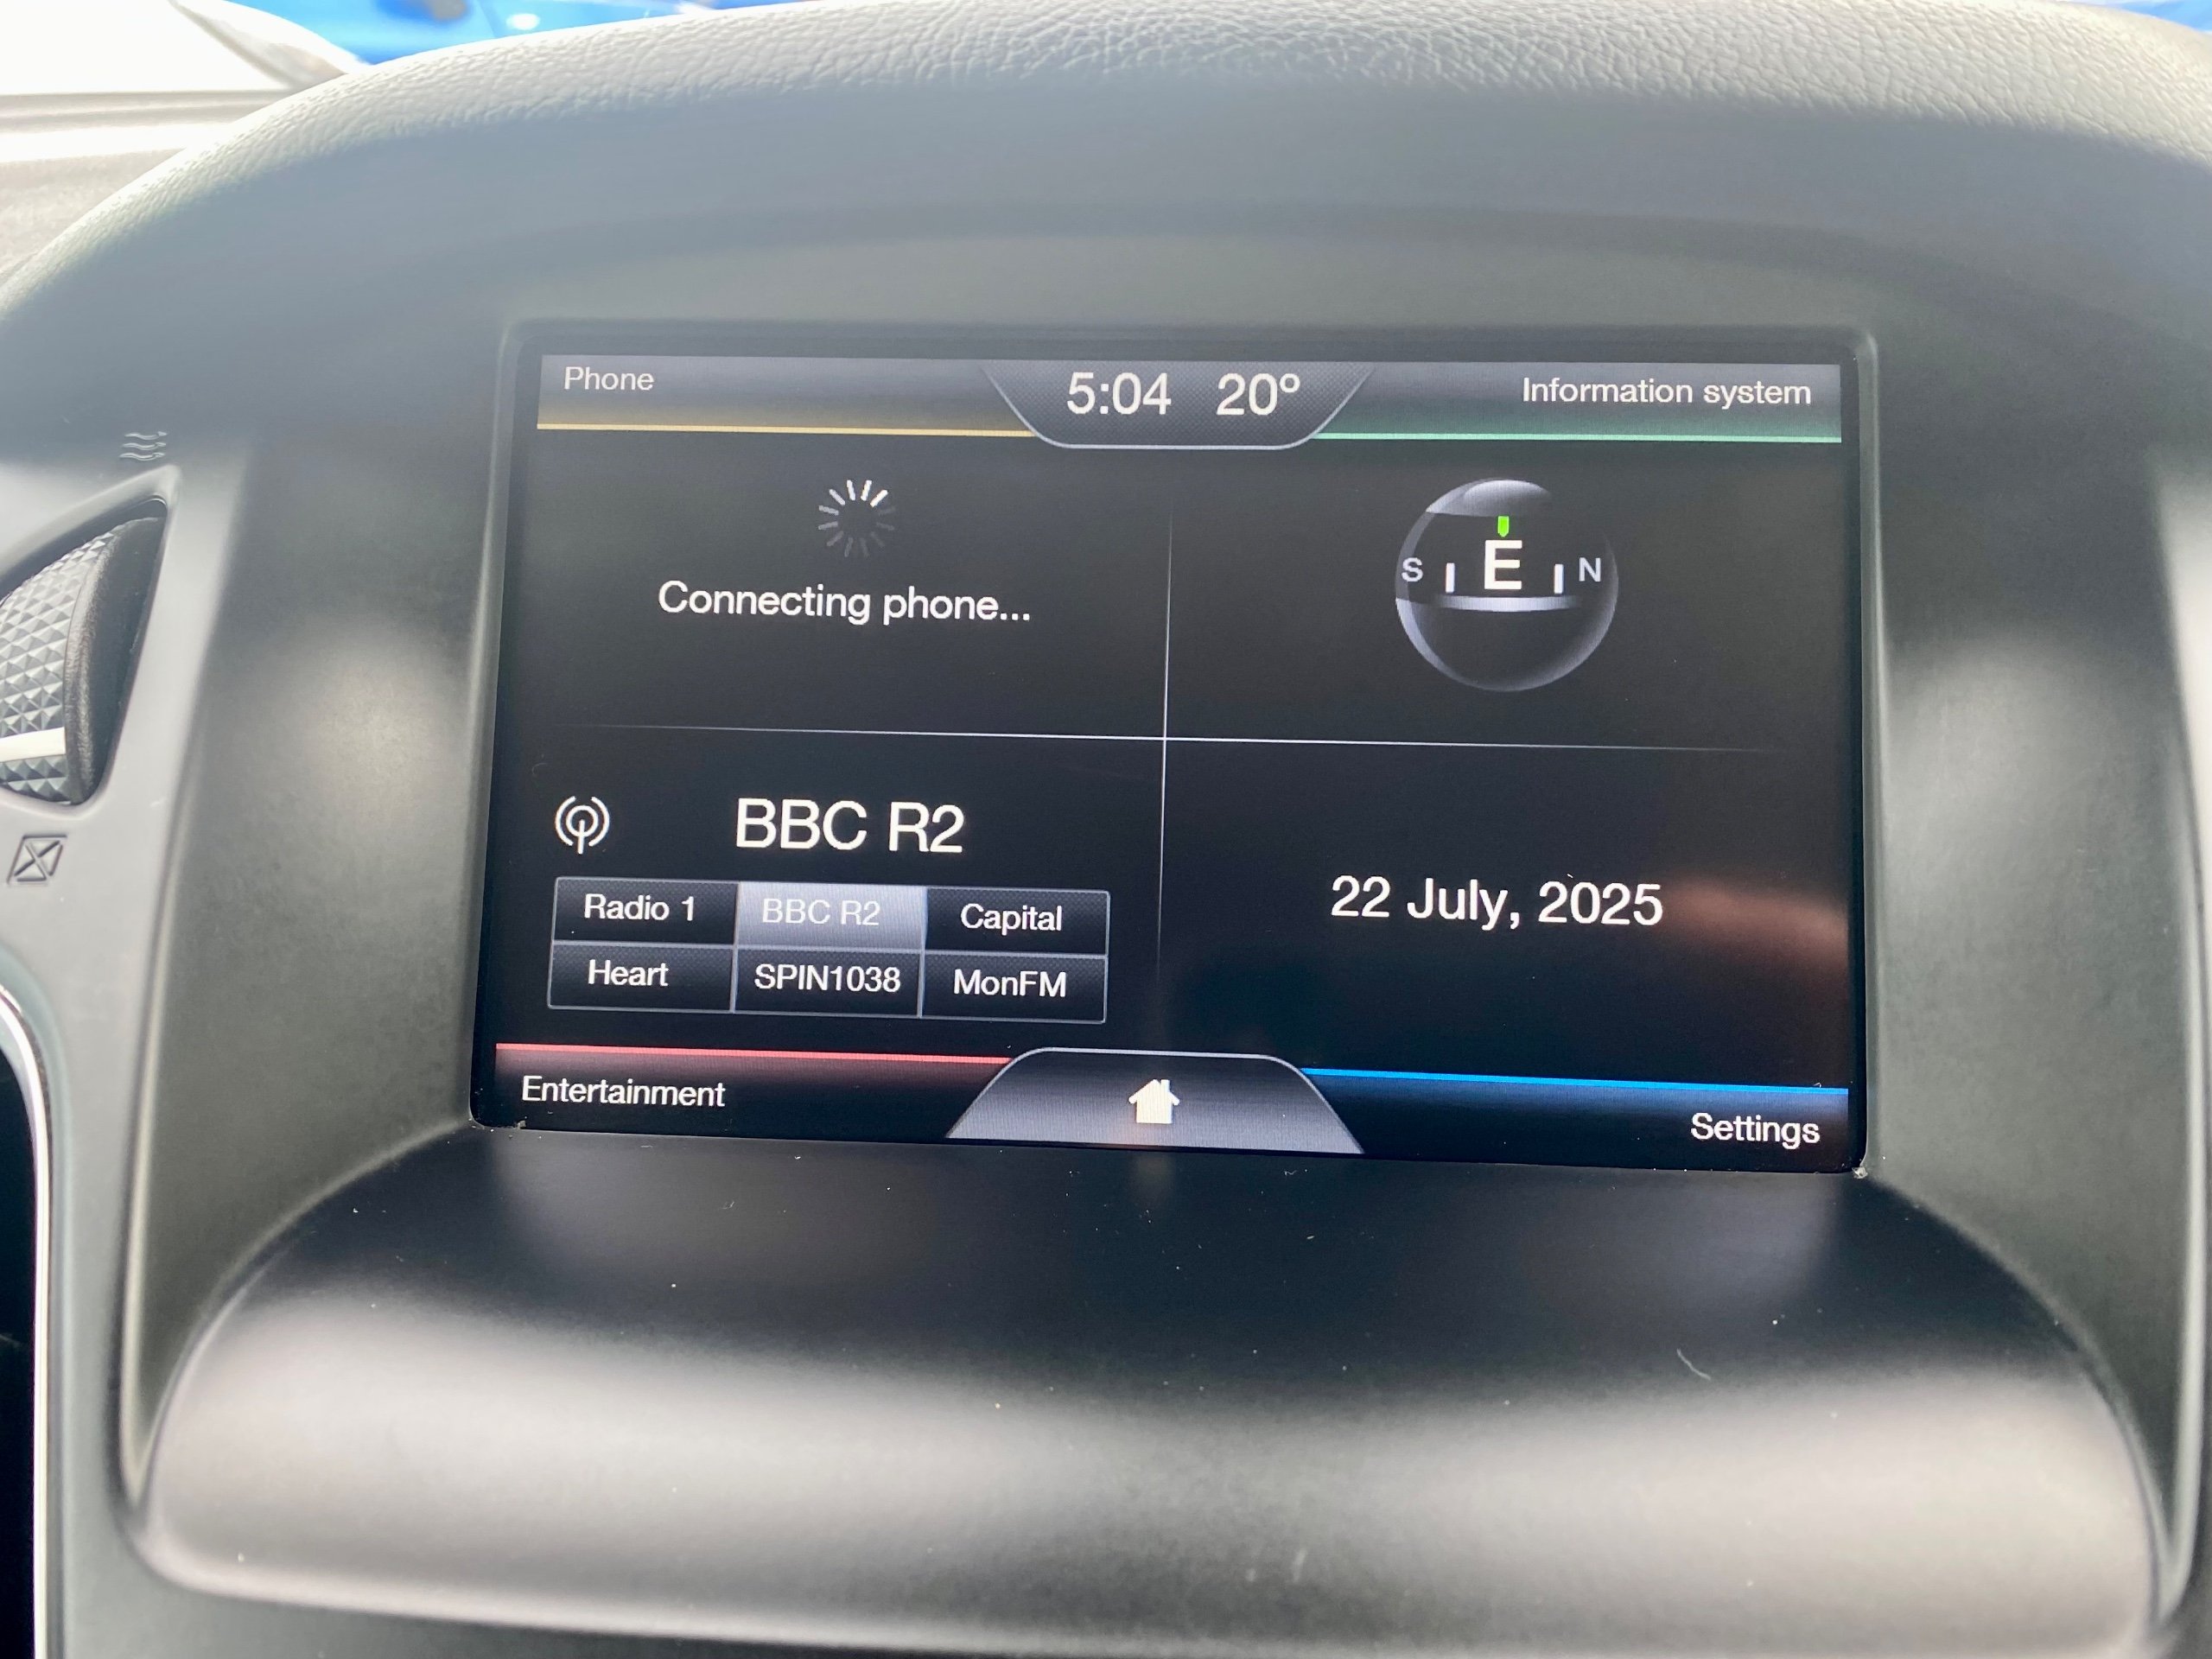 Phone
5:04 20°
Information system
Connecting phone...
S E N
BBC R2
Radio 1 BBC R2 Capital
Heart SPIN1038 MonFM
22 July, 2025
Entertainment
Settings